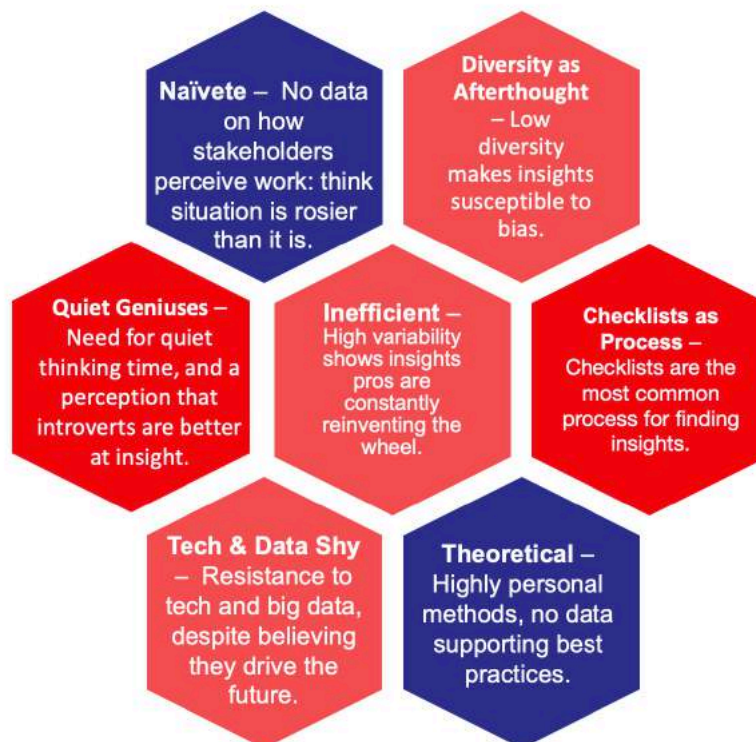 Naïvete – No data
on how
stakeholders
perceive work: think
situation is rosier
than it is.
Diversity as
Afterthought
– Low
diversity
makes insights
susceptible to
bias.
Quiet Geniuses –
Need for quiet
thinking time, and a
perception that
introverts are better
at insight.
Inefficient –
High variability
shows insights
pros are
constantly
reinventing the
wheel.
Checklists as
Process –
Checklists are the
most common
process for finding
insights.
Tech & Data Shy
– Resistance to
tech and big data,
despite believing
they drive the
future.
Theoretical –
Highly personal
methods, no data
supporting best
practices.